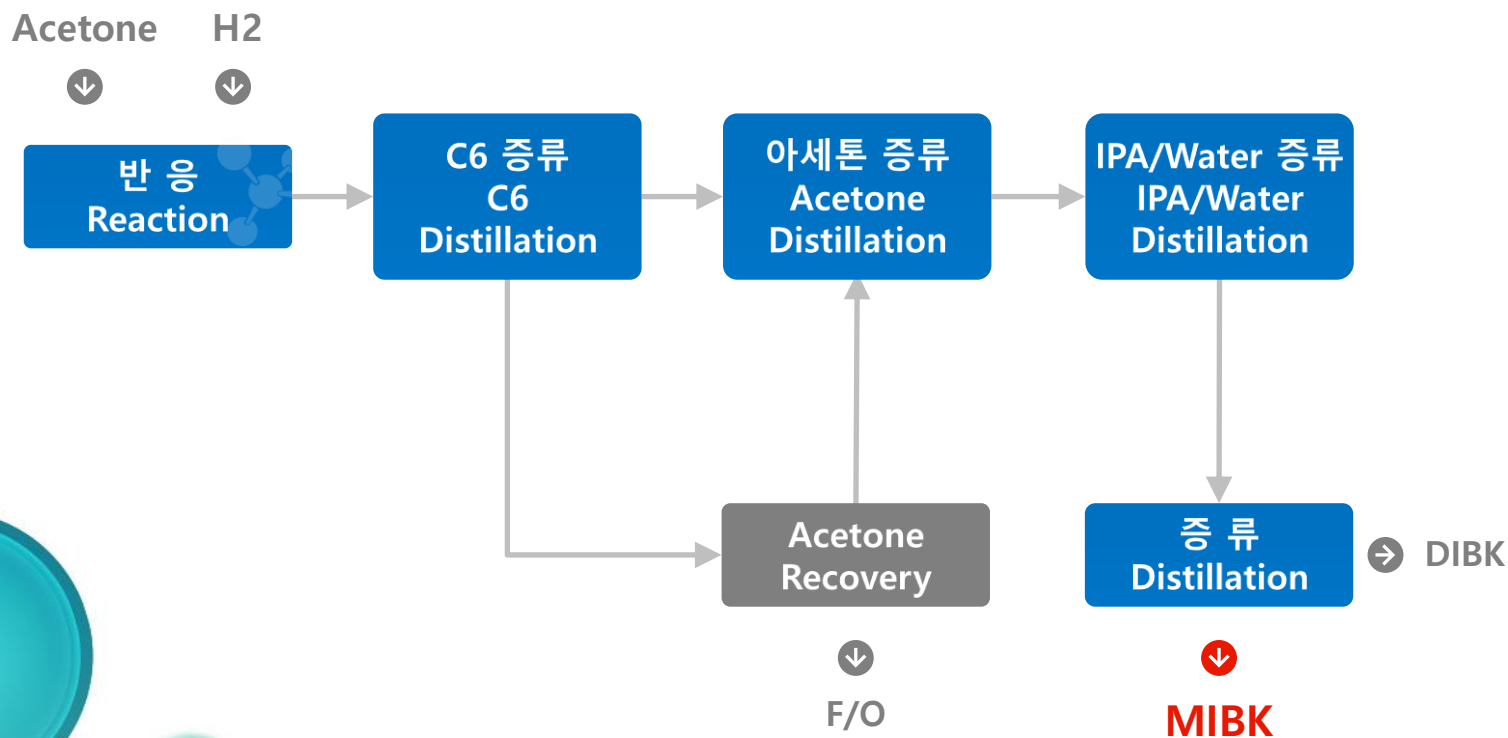 Acetone H2
반 응
Reaction
C6 증류
C6
Distillation
아세톤 증류
Acetone
Distillation
IPA/Water 증류
IPA/Water
Distillation
Acetone
Recovery
증 류
Distillation
DIBK
F/O
MIBK